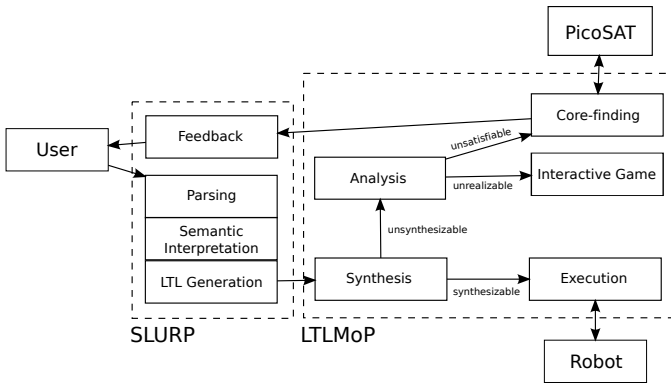 PicoSAT
Core-finding
Feedback
User
unsatisfiable
Analysis
unrealizable
Interactive Game
Parsing
Semantic
Interpretation
unsynthesizable
LTL Generation
Synthesis
synthesizable
Execution
SLURP
LTLMoP
Robot